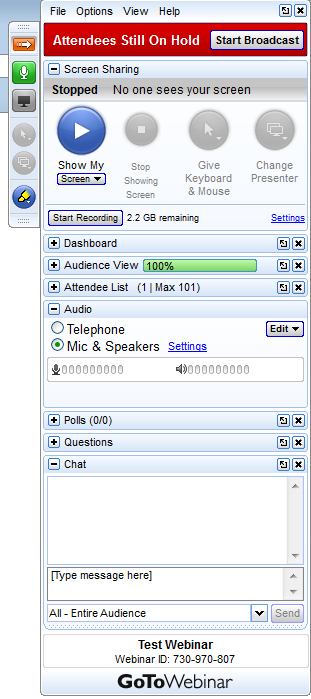 File Options View Help
Attendees Still On Hold Start Broadcast
Screen Sharing
Stopped No one sees your screen
Show My
Screen
Stop
Showing
Screen
Give
Keyboard
& Mouse
Change
Presenter
Start Recording 2.2 GB remaining Settings
Dashboard
Audience View 100%
Attendee List (1 | Max 101)
Audio
Telephone Edit
Mic & Speakers Settings
Polls (0/0)
Questions
Chat
[Type message here]
All - Entire Audience Send
Test Webinar
Webinar ID: 730-970-807
GoToWebinar